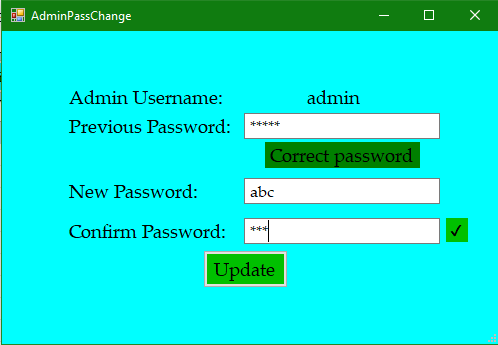 AdminPassChange
Admin Username: admin
Previous Password: *****
Correct password
New Password: abc
Confirm Password: *** ✓
Update